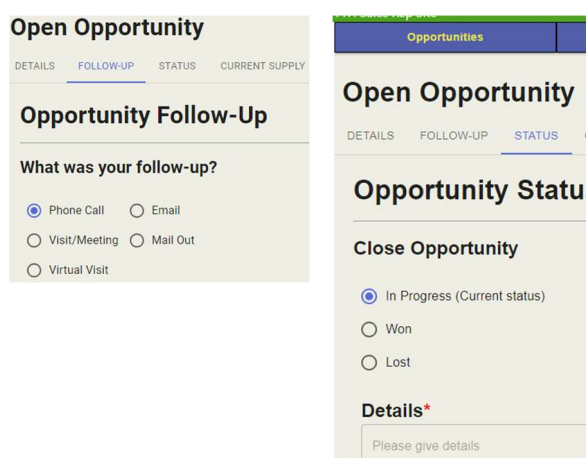 Open Opportunity
DETAILS FOLLOW-UP STATUS CURRENT SUPPLY
Opportunity Follow-Up
What was your follow-up?
Phone Call Email
Visit/Meeting Mail Out
Virtual Visit
Opportunities
Open Opportunity
DETAILS FOLLOW-UP STATUS
Opportunity Statu
Close Opportunity
In Progress (Current status)
Won
Lost
Details*
Please give details